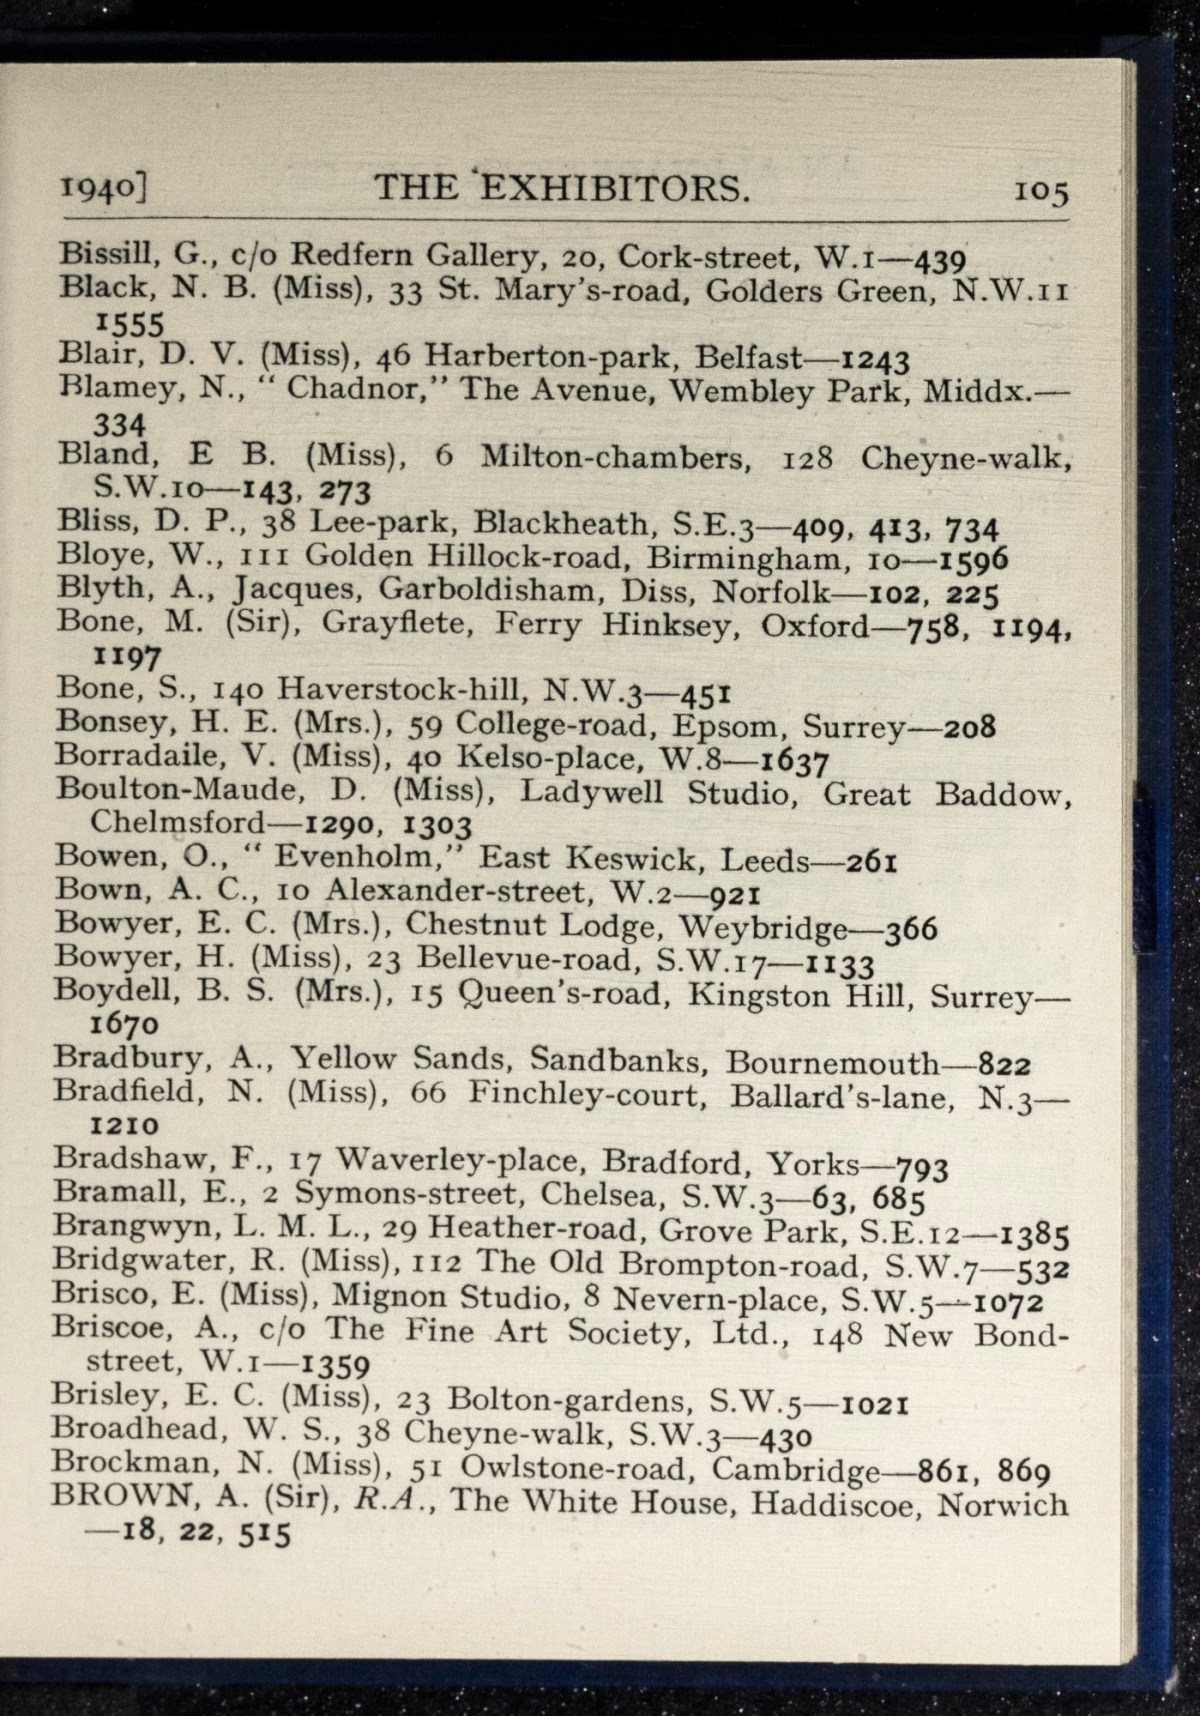 1940] THE EXHIBITORS. 105
Bissill, G., c/o Redfern Gallery, 20, Cork-street, W.1—439
Black, N. B. (Miss), 33 St. Mary's-road, Golders Green, N.W.11
1555
Blair, D. V. (Miss), 46 Harberton-park, Belfast—1243
Blamey, N., “ Chadnor,” The Avenue, Wembley Park, Middx.—
334
Bland, E B. (Miss), 6 Milton-chambers, 128 Cheyne-walk,
S.W.10—143, 273
Bliss, D. P., 38 Lee-park, Blackheath, S.E.3—409, 413, 734
Bloye, W., 111 Golden Hillock-road, Birmingham, 10—1596
Blyth, A., Jacques, Garboldisham, Diss, Norfolk—102, 225
Bone, M. (Sir), Grayflete, Ferry Hinksey, Oxford—758, 1194,
1197
Bone, S., 140 Haverstock-hill, N.W.3—451
Bonsey, H. E. (Mrs.), 59 College-road, Epsom, Surrey—208
Borradaile, V. (Miss), 40 Kelso-place, W.8—1637
Boulton-Maude, D. (Miss), Ladywell Studio, Great Baddow,
Chelmsford—1290, 1303
Bowen, O., “ Evenholm,” East Keswick, Leeds—261
Bown, A. C., 10 Alexander-street, W.2—921
Bowyer, E. C. (Mrs.), Chestnut Lodge, Weybridge—366
Bowyer, H. (Miss), 23 Bellevue-road, S.W.17—1133
Boydell, B. S. (Mrs.), 15 Queen's-road, Kingston Hill, Surrey—
1670
Bradbury, A., Yellow Sands, Sandbanks, Bournemouth—822
Bradfield, N. (Miss), 66 Finchley-court, Ballard's-lane, N.3—
1210
Bradshaw, F., 17 Waverley-place, Bradford, Yorks—793
Bramall, E., 2 Symons-street, Chelsea, S.W.3—63, 685
Brangwyn, L. M. L., 29 Heather-road, Grove Park, S.E.12—1385
Bridgwater, R. (Miss), 112 The Old Brompton-road, S.W.7—532
Brisco, E. (Miss), Mignon Studio, 8 Nevern-place, S.W.5—1072
Briscoe, A., c/o The Fine Art Society, Ltd., 148 New Bond-
street, W.1—1359
Brisley, E. C. (Miss), 23 Bolton-gardens, S.W.5—1021
Broadhead, W. S., 38 Cheyne-walk, S.W.3—430
Brockman, N. (Miss), 51 Owlstone-road, Cambridge—861, 869
BROWN, A. (Sir), R.A., The White House, Haddiscoe, Norwich
—18, 22, 515